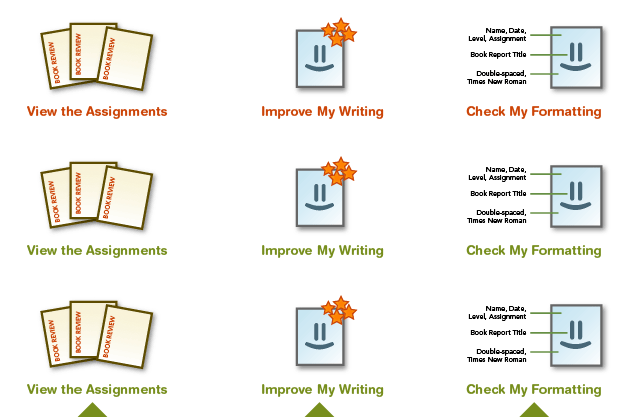 BOOK REVIEW
BOOK REVIEW
BOOK REVIEW
Name, Date,
Level, Assignment
Book Report Title
Double-spaced,
Times New Roman
View the Assignments
Improve My Writing
Check My Formatting
BOOK REVIEW
BOOK REVIEW
BOOK REVIEW
Name, Date,
Level, Assignment
Book Report Title
Double-spaced,
Times New Roman
View the Assignments
Improve My Writing
Check My Formatting
BOOK REVIEW
BOOK REVIEW
BOOK REVIEW
Name, Date,
Level, Assignment
Book Report Title
Double-spaced,
Times New Roman
View the Assignments
Improve My Writing
Check My Formatting